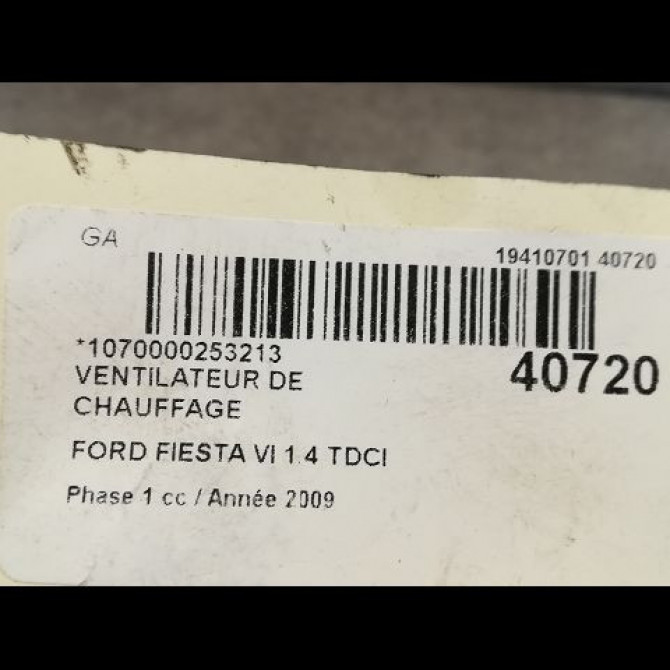 GA
19410701 40720
*1070000253213
40720
VENTILATEUR DE
CHAUFFAGE
FORD FIESTA VI 1.4 TDCI
Phase 1 cc / Année 2009